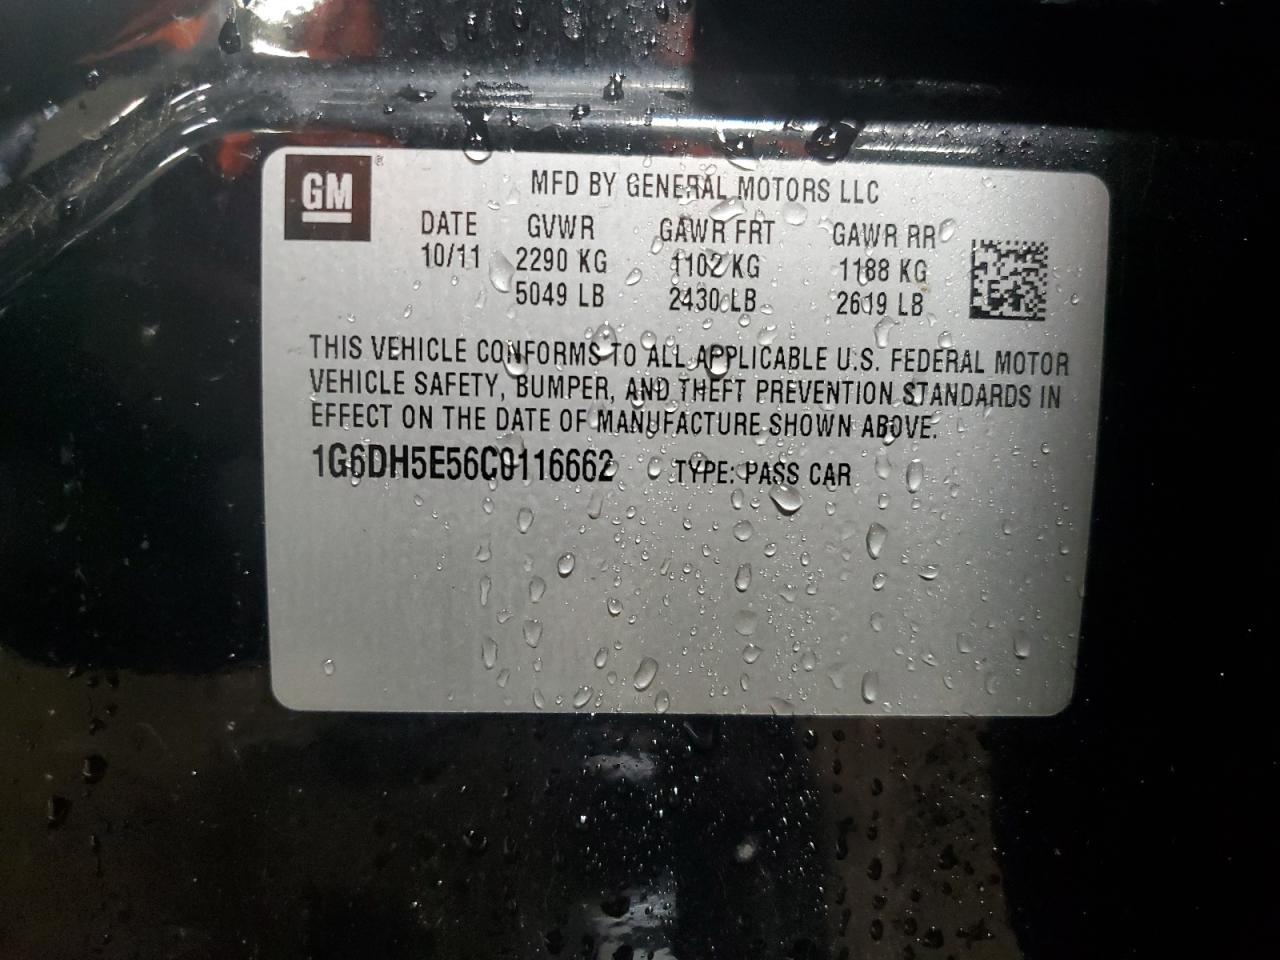 GM ®
MFD BY GENERAL MOTORS LLC
DATE GVWR GAWR FRT GAWR RR
10/11 2290 KG 1102 KG 1188 KG
5049 LB 2430 LB 2619 LB
THIS VEHICLE CONFORMS TO ALL APPLICABLE U.S. FEDERAL MOTOR
VEHICLE SAFETY, BUMPER, AND THEFT PREVENTION STANDARDS IN
EFFECT ON THE DATE OF MANUFACTURE SHOWN ABOVE.
1G6DH5E56C0116662 TYPE: PASS CAR